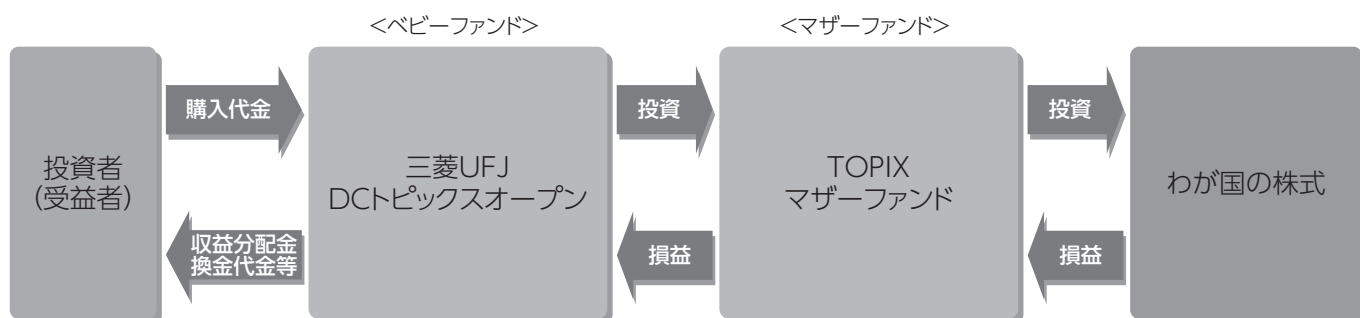 <ベビーファンド>
<マザーファンド>
投資者
(受益者)
購入代金
収益分配金
換金代金等
三菱UFJ
DCトピックスオープン
投資
損益
TOPIX
マザーファンド
投資
損益
わが国の株式